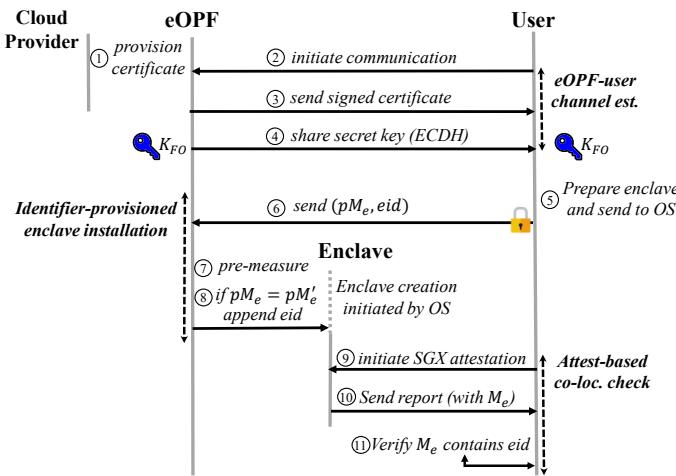 Cloud
Provider
eOPF
User
① provision
certificate
② initiate communication
eOPF-user
channel est.
③ send signed certificate
④ share secret key (ECDH)
K_FO
K_FO
⑤ Prepare enclave
and send to OS
⑥ send (pM_e, eid)
Identifier-provisioned
enclave installation
Enclave
⑦ pre-measure
⑧ if pM_e = pM'_e
append eid
Enclave creation
initiated by OS
⑨ initiate SGX attestation
Attest-based
co-loc. check
⑩ Send report (with M_e)
⑪ Verify M_e contains eid